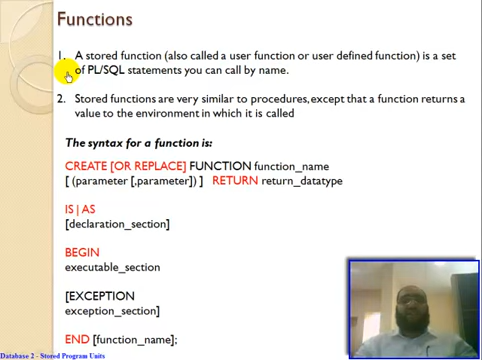 Functions
1. A stored function (also called a user function or user defined function) is a set
of PL/SQL statements you can call by name.
2. Stored functions are very similar to procedures, except that a function returns a
value to the environment in which it is called
The syntax for a function is:
CREATE [OR REPLACE] FUNCTION function_name
[ (parameter [,parameter]) ] RETURN return_datatype
IS | AS
[declaration_section]
BEGIN
executable_section
[EXCEPTION
exception_section]
END [function_name];
Database 2 - Stored Program Units